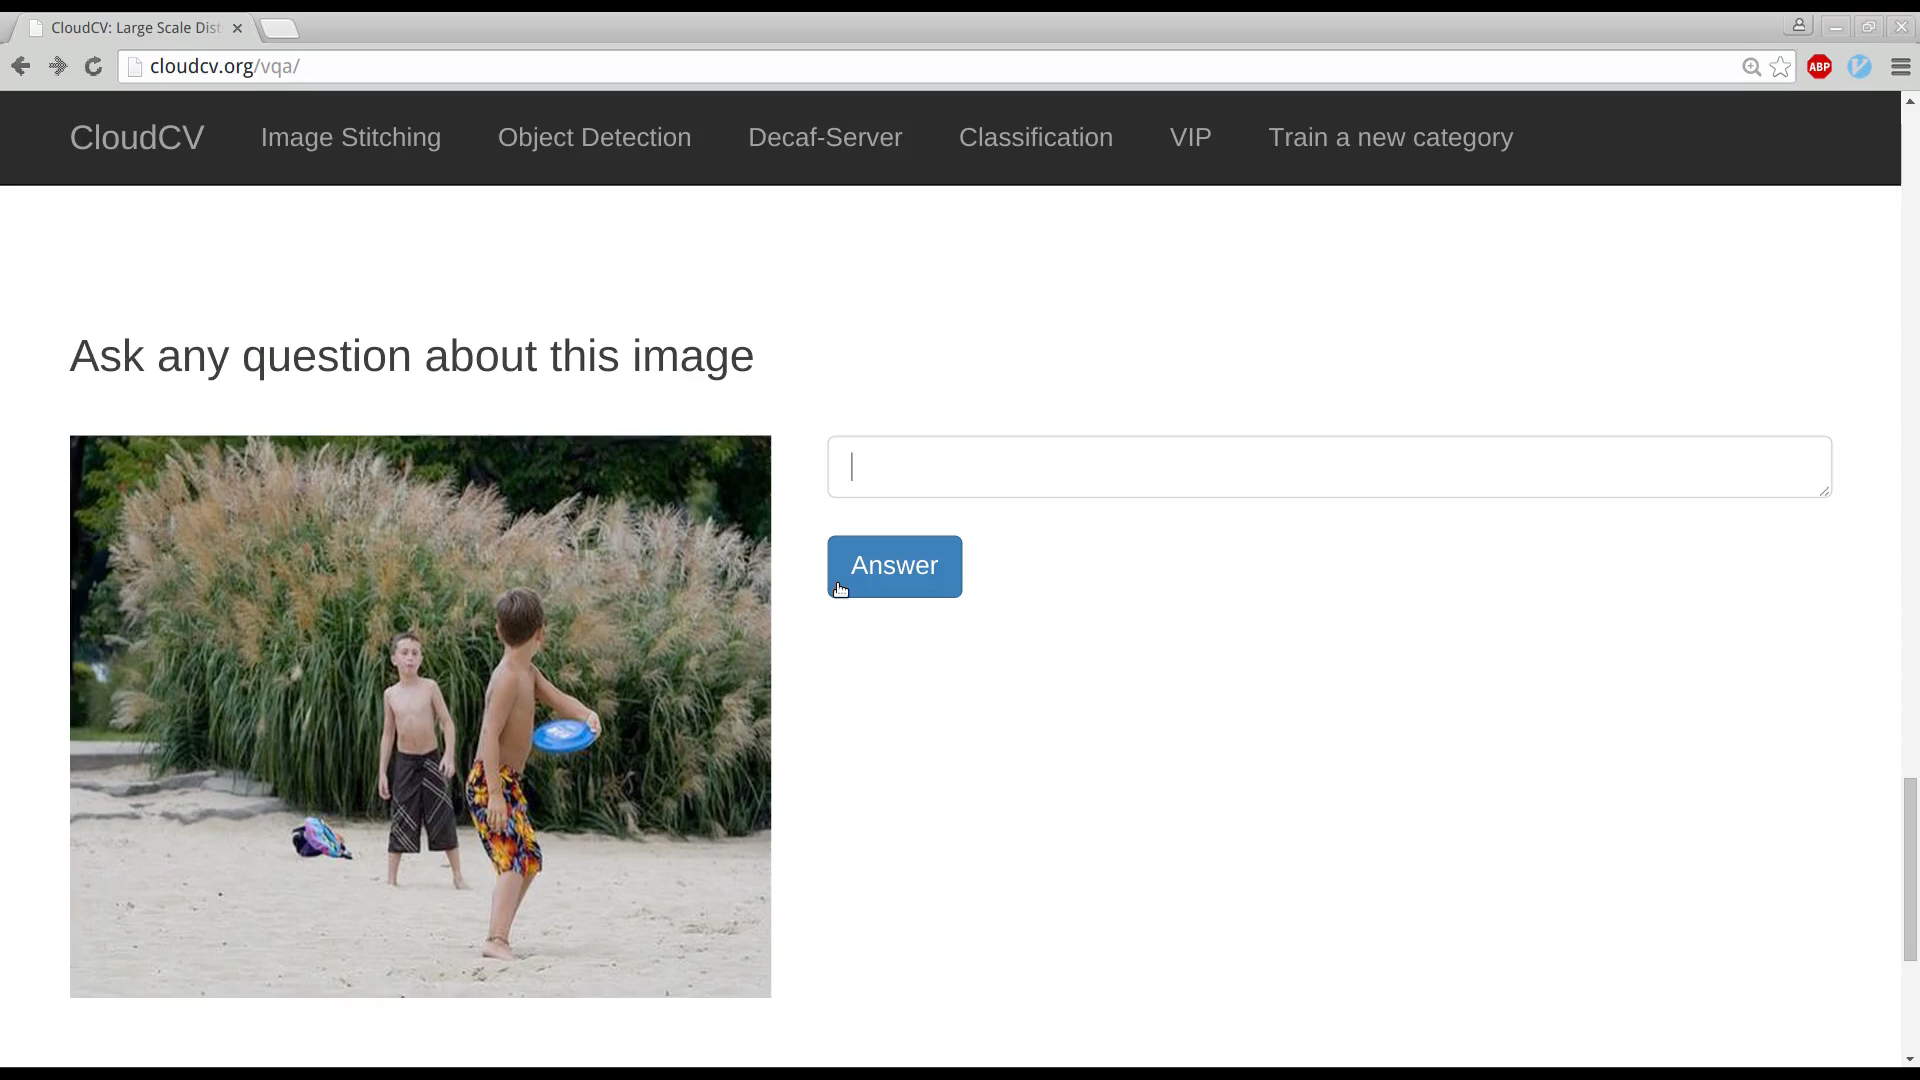 CloudCV: Large Scale Dist
cloudcv.org/vqa/
ABP
CloudCV Image Stitching Object Detection Decaf-Server Classification VIP Train a new category
Ask any question about this image
Answer